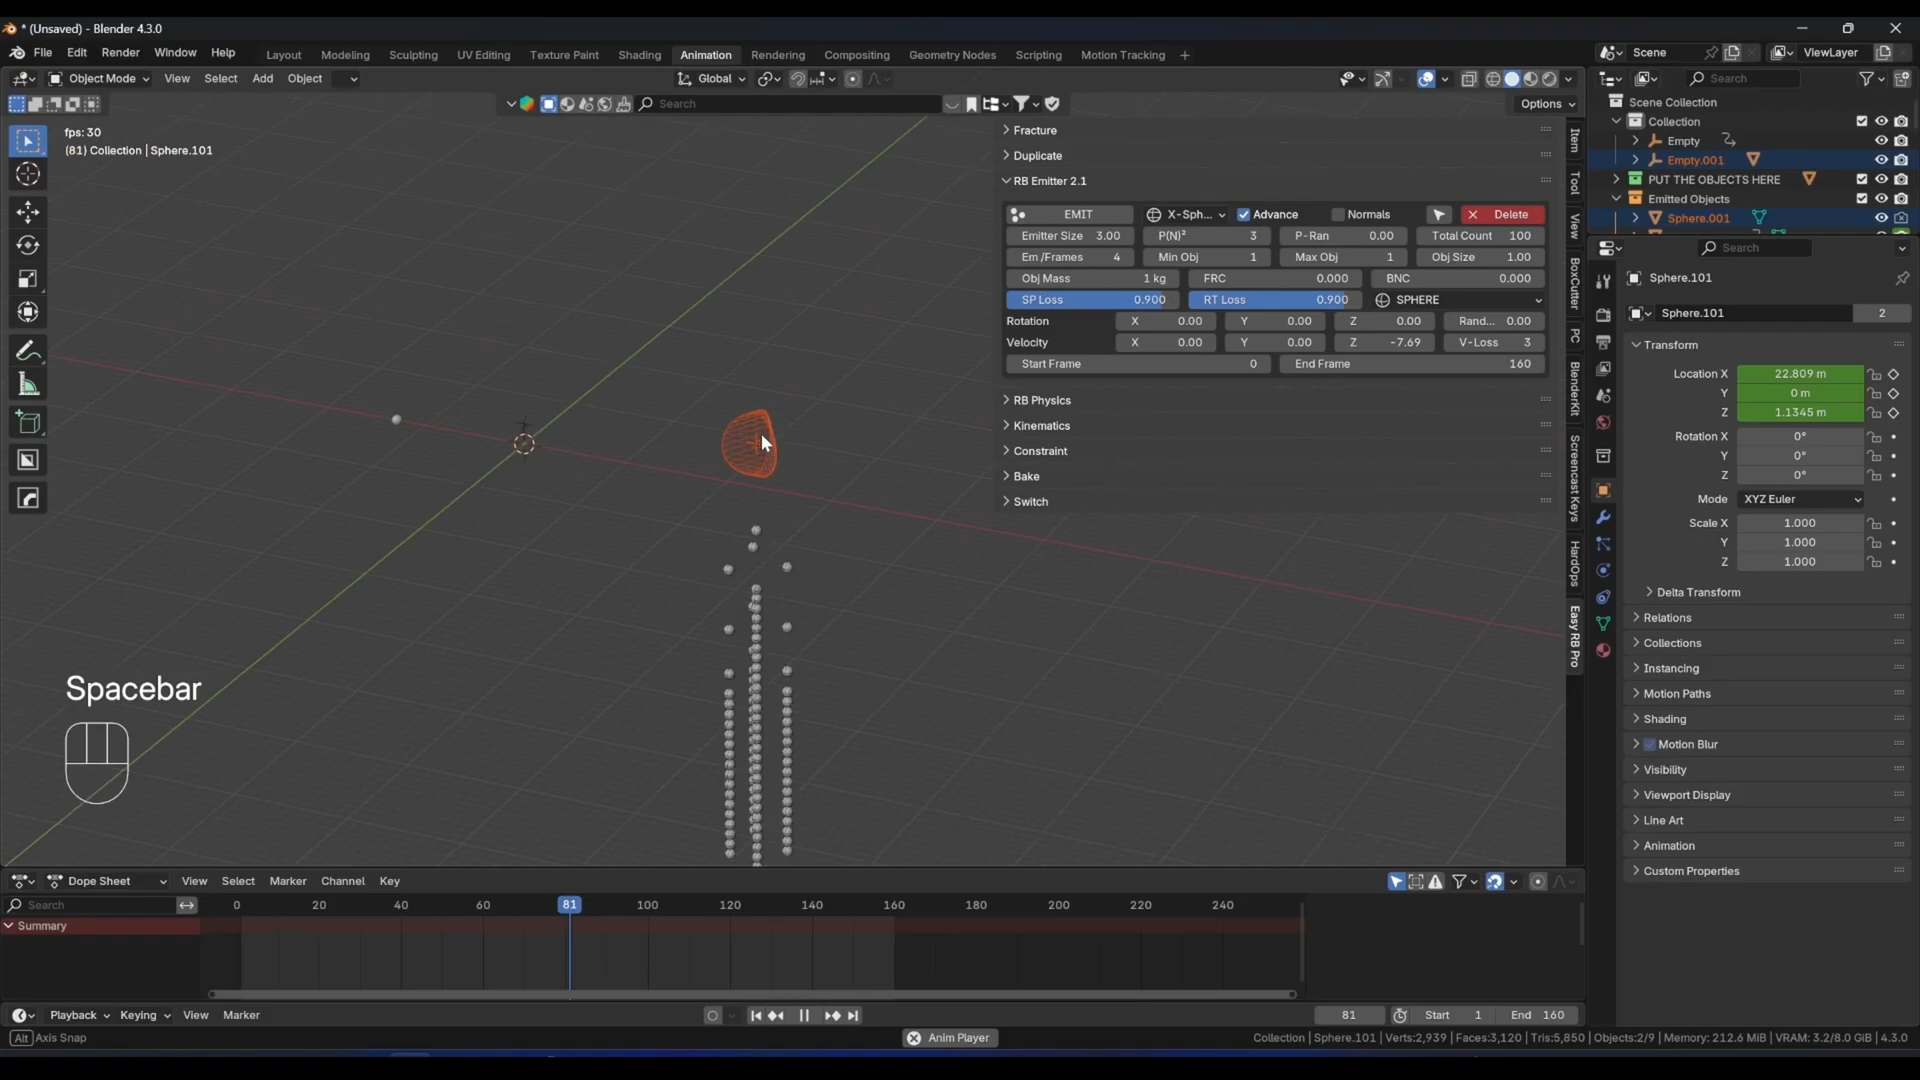 * (Unsaved) - Blender 4.3.0
File Edit Render Window Help
Layout Modeling Sculpting UV Editing Texture Paint Shading Animation Rendering Compositing Geometry Nodes Scripting Motion Tracking +
Scene ViewLayer
Object Mode View Select Add Object Global
Search
Search Options
Scene Collection
Collection
Empty
Empty.001
PUT THE OBJECTS HERE
Emitted Objects
Sphere.001
fps: 30
(81) Collection | Sphere.101
Fracture
Duplicate
RB Emitter 2.1
EMIT X-Sph... Advance Normals Delete
Emitter Size 3.00 P(N)² 3 P-Ran 0.00 Total Count 100
Em /Frames 4 Min Obj 1 Max Obj 1 Obj Size 1.00
Obj Mass 1 kg FRC 0.000 BNC 0.000
SP Loss 0.900 RT Loss 0.900 SPHERE
Rotation X 0.00 Y 0.00 Z 0.00 Rand... 0.00
Velocity X 0.00 Y 0.00 Z -7.69 V-Loss 3
Start Frame 0 End Frame 160
RB Physics
Kinematics
Constraint
Bake
Switch
Item
Tool
View
BoxCutter
PC
BlenderKit
Screencast Keys
HardOps
Easy RB Pro
Search
Sphere.101
Sphere.101 2
Transform
Location X 22.809 m
Y 0 m
Z 1.1345 m
Rotation X 0°
Y 0°
Z 0°
Mode XYZ Euler
Scale X 1.000
Y 1.000
Z 1.000
Delta Transform
Relations
Collections
Instancing
Motion Paths
Shading
Motion Blur
Visibility
Viewport Display
Line Art
Animation
Custom Properties
Spacebar
Dope Sheet View Select Marker Channel Key
Search 0 20 40 60 81 100 120 140 160 180 200 220 240
Summary
Playback Keying View Marker 81 Start 1 End 160
Alt Axis Snap Anim Player Collection | Sphere.101 | Verts:2,939 | Faces:3,120 | Tris:5,850 | Objects:2/9 | Memory: 212.6 MiB | VRAM: 3.2/8.0 GiB | 4.3.0